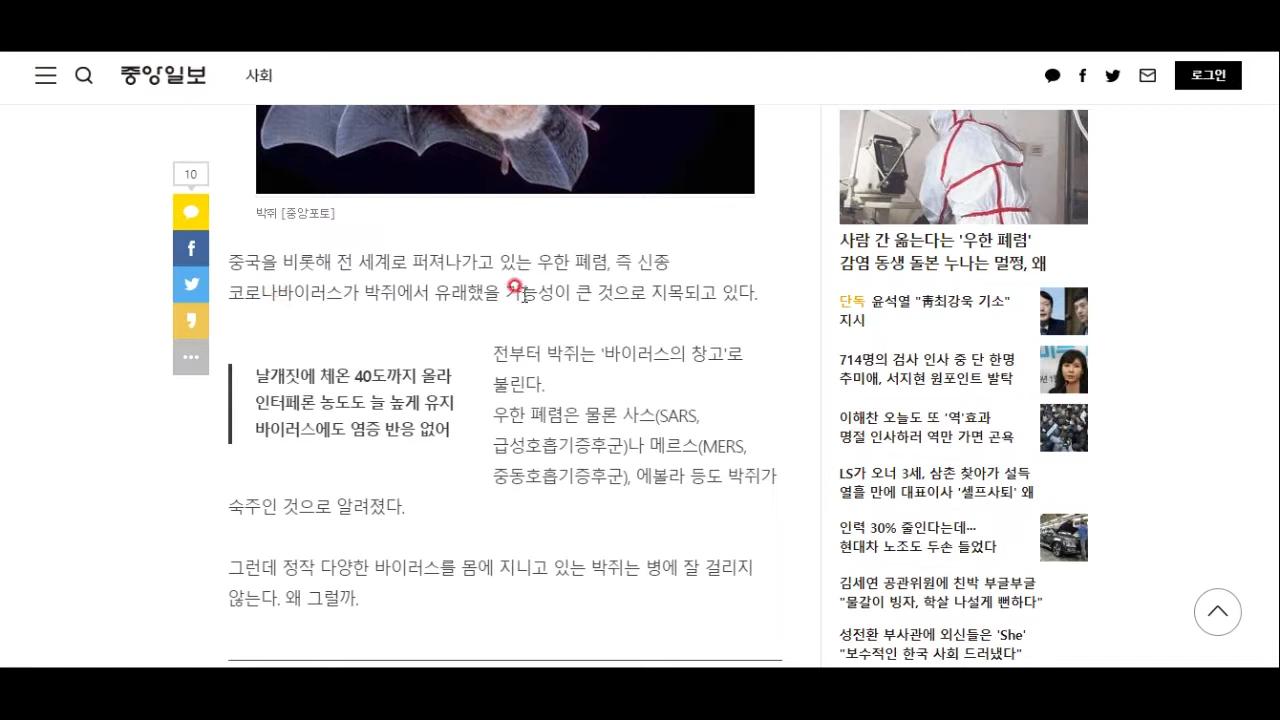 중앙일보
사회
로그인
10
박쥐 [중앙포토]
중국을 비롯해 전 세계로 퍼져나가고 있는 우한 폐렴, 즉 신종
코로나바이러스가 박쥐에서 유래했을 가능성이 큰 것으로 지목되고 있다.
날개짓에 체온 40도까지 올라
인터페론 농도도 늘 높게 유지
바이러스에도 염증 반응 없어
전부터 박쥐는 '바이러스의 창고'로
불린다.
우한 폐렴은 물론 사스(SARS,
급성호흡기증후군)나 메르스(MERS,
중동호흡기증후군), 에볼라 등도 박쥐가
숙주인 것으로 알려졌다.
그런데 정작 다양한 바이러스를 몸에 지니고 있는 박쥐는 병에 잘 걸리지
않는다. 왜 그럴까.
사람 간 옮는다는 '우한 폐렴'
감염 동생 돌본 누나는 멀쩡, 왜
단독 윤석열 "靑최강욱 기소"
지시
714명의 검사 인사 중 단 한명
추미애, 서지현 원포인트 발탁
이해찬 오늘도 또 '역'효과
명절 인사하러 역만 가면 곤욕
LS가 오너 3세, 삼촌 찾아가 설득
열흘 만에 대표이사 '셀프사퇴' 왜
인력 30% 줄인다는데…
현대차 노조도 두손 들었다
김세연 공관위원에 친박 부글부글
"물갈이 빙자, 학살 나설게 뻔하다"
성전환 부사관에 외신들은 'She'
"보수적인 한국 사회 드러냈다"